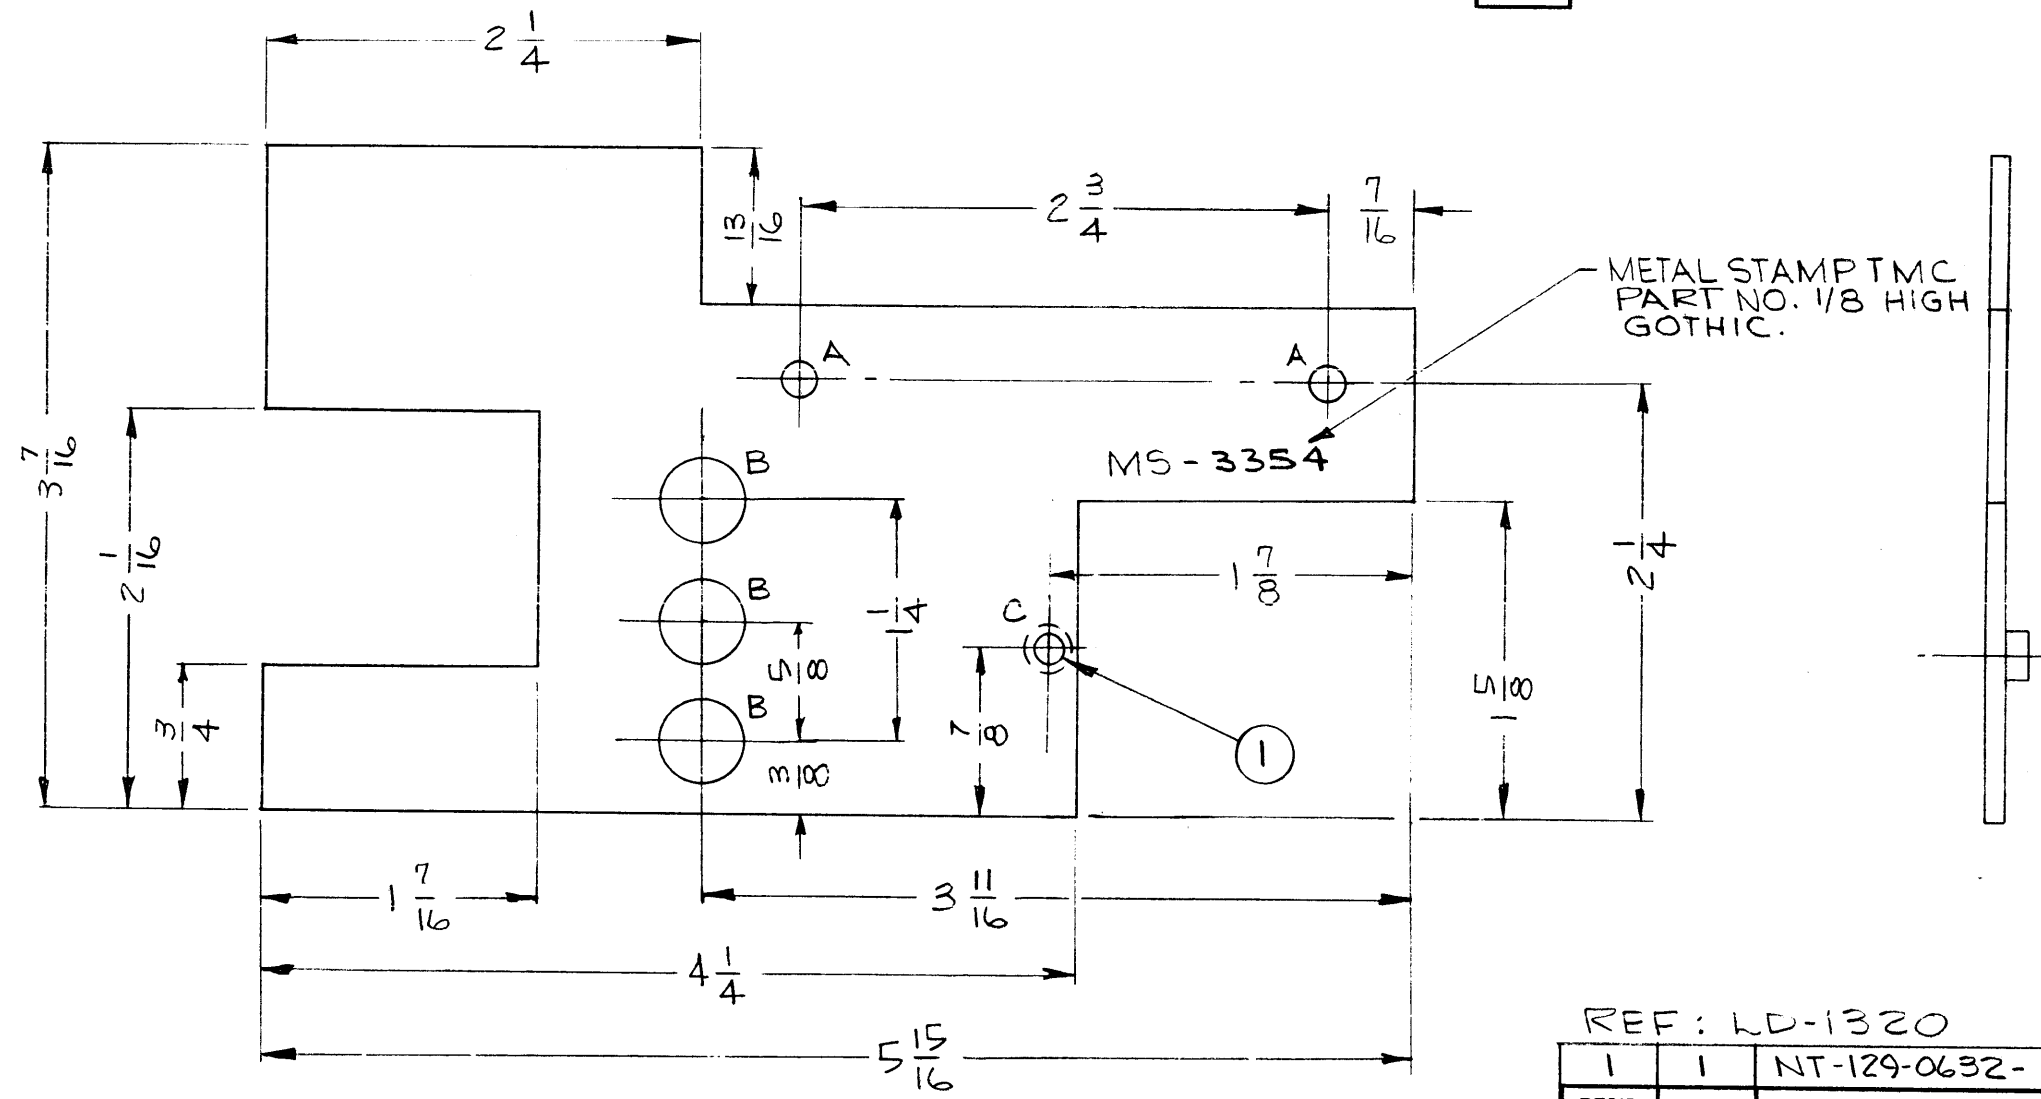 2 1/4
13/16
2 3/4
7/16
METAL STAMP TMC
PART NO. 1/8 HIGH
GOTHIC.
A
A
3 7/16
2 1/16
3/4
B
B
B
MS-3354
1 1/4
5/8
3/8
C
1 7/8
7/8
1
1 5/8
2 1/4
1 7/16
3 11/16
4 1/4
5 15/16
REF: LD-1320
1 1 NT-129-0632-